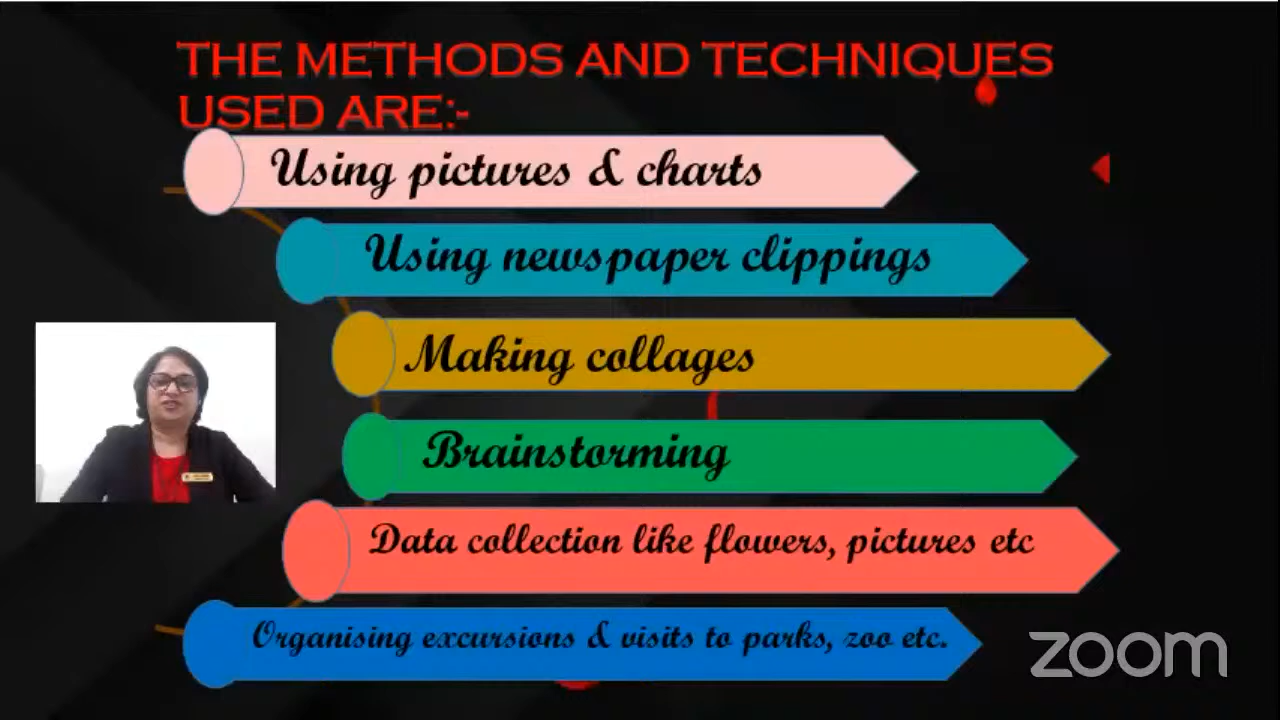 THE METHODS AND TECHNIQUES
USED ARE:-
Using pictures & charts
Using newspaper clippings
Making collages
Brainstorming
Data collection like flowers, pictures etc
Organising excursions & visits to parks, zoo etc.
zoom